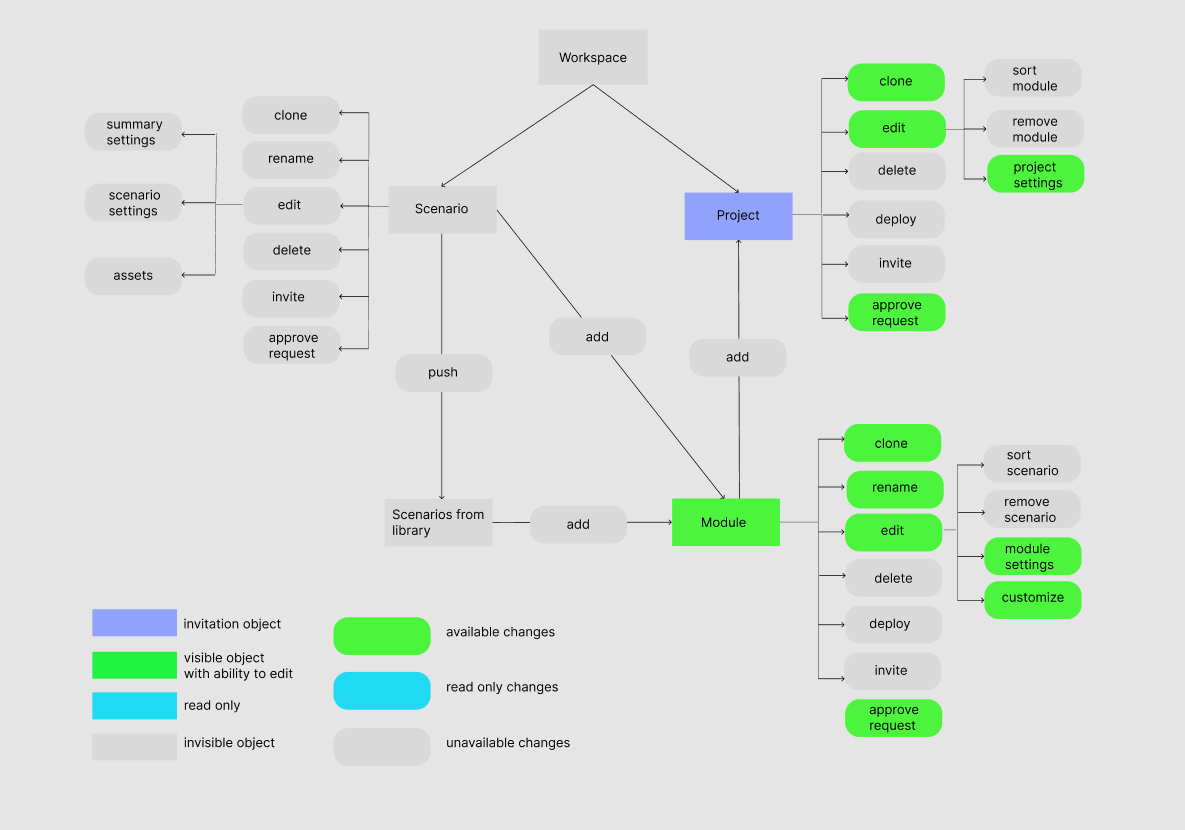 Workspace
clone
rename
edit
delete
invite
approve
request
summary
settings
scenario
settings
assets
Scenario
Project
clone
edit
delete
deploy
invite
approve
request
sort
module
remove
module
project
settings
add
add
push
Scenarios from
library
add
Module
clone
rename
edit
delete
deploy
invite
approve
request
sort
scenario
remove
scenario
module
settings
customize
invitation object
visible object
with ability to edit
read only
invisible object
available changes
read only changes
unavailable changes